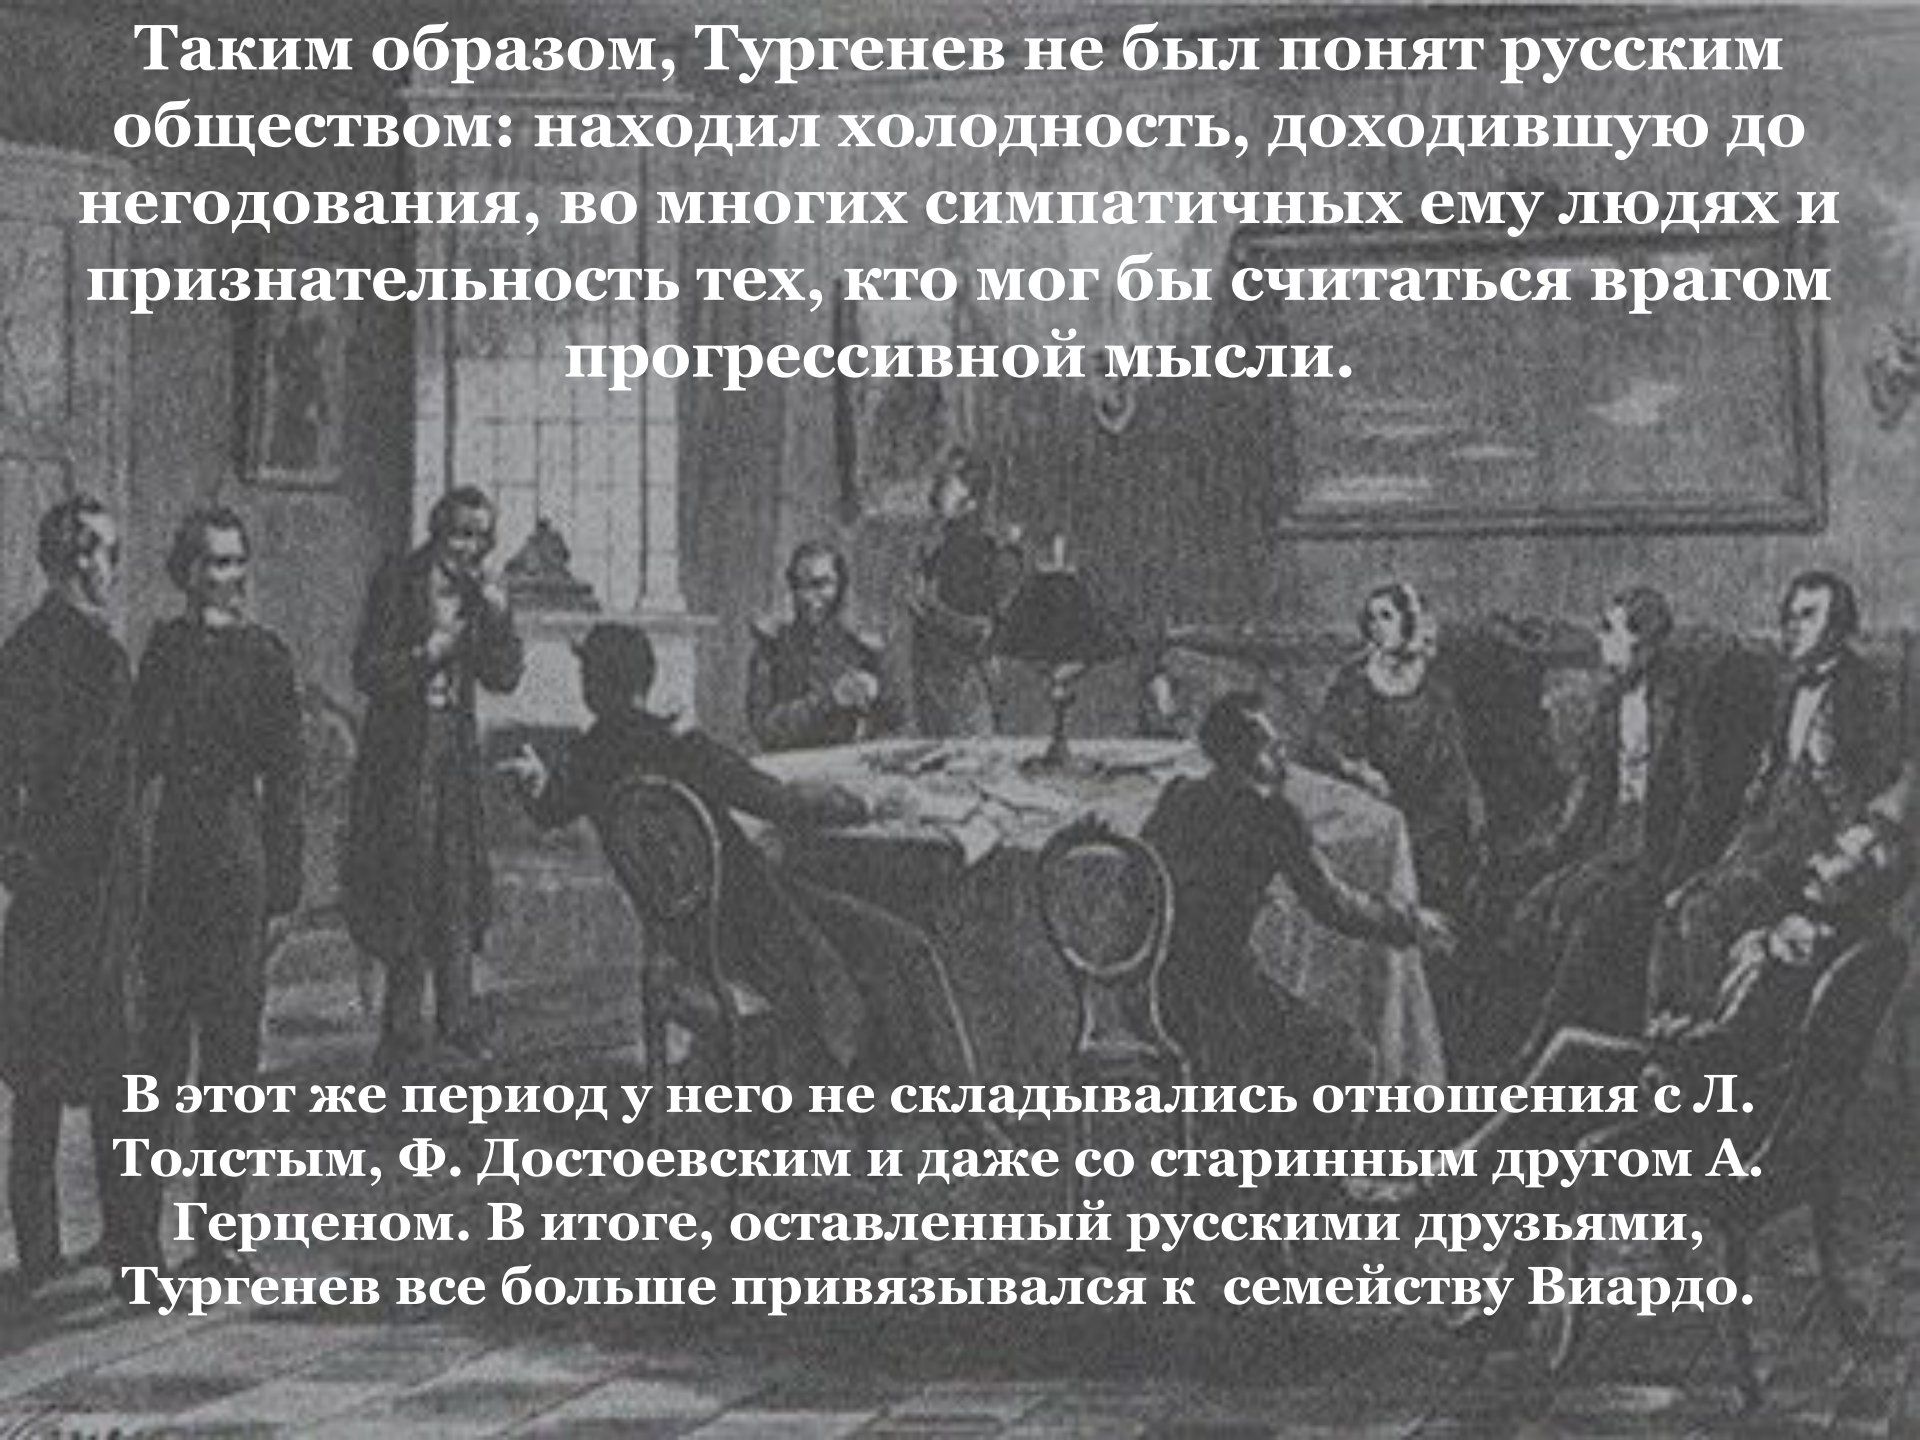 Таким образом, Тургенев не был понят русским
обществом: находил холодность, доходившую до
негодования, во многих симпатичных ему людях и
признательность тех, кто мог бы считаться врагом
прогрессивной мысли.
В этот же период у него не складывались отношения с Л.
Толстым, Ф. Достоевским и даже со старинным другом А.
Герценом. В итоге, оставленный русскими друзьями,
Тургенев все больше привязывался к  семейству Виардо.